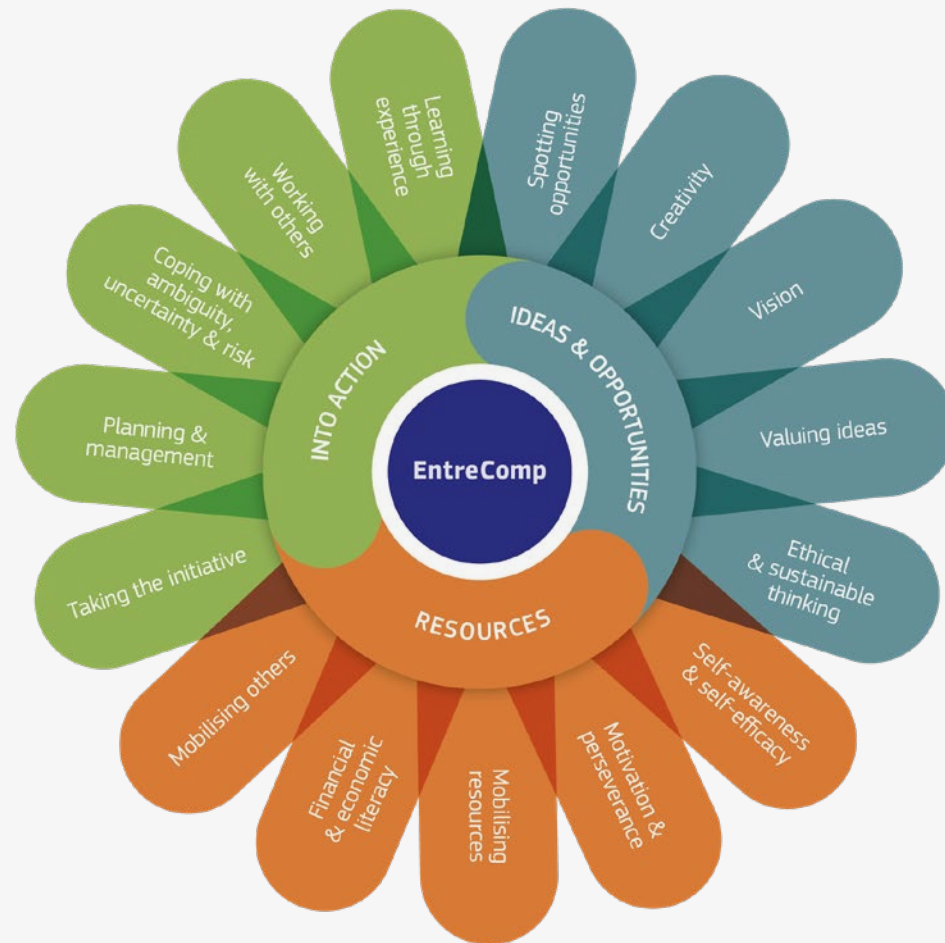 EntreComp
IDEAS & OPPORTUNITIES
Spotting
opportunities
Creativity
Vision
Valuing ideas
Ethical
& sustainable
thinking
RESOURCES
Self-awareness
& self-efficacy
Motivation &
perseverance
Mobilising
resources
Financial
& economic
literacy
Mobilising others
INTO ACTION
Taking the initiative
Planning &
management
Coping with
ambiguity,
uncertainty & risk
Working
with others
Learning
through
experience